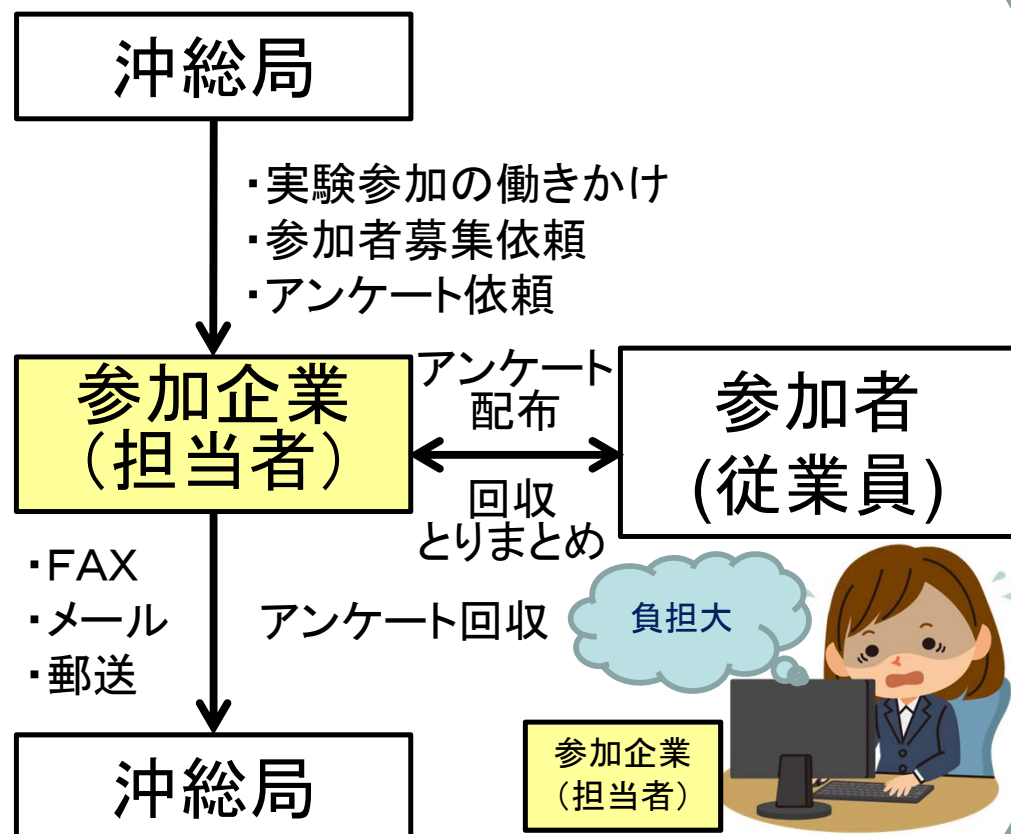 沖総局
・実験参加の働きかけ
・参加者募集依頼
・アンケート依頼
参加企業
（担当者）
アンケート
配布
回収
とりまとめ
参加者
(従業員)
・FAX
・メール
・郵送
アンケート回収
負担大
参加企業
（担当者）
沖総局